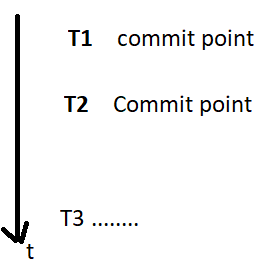 T1 commit point
T2 Commit point
T3 ........
t